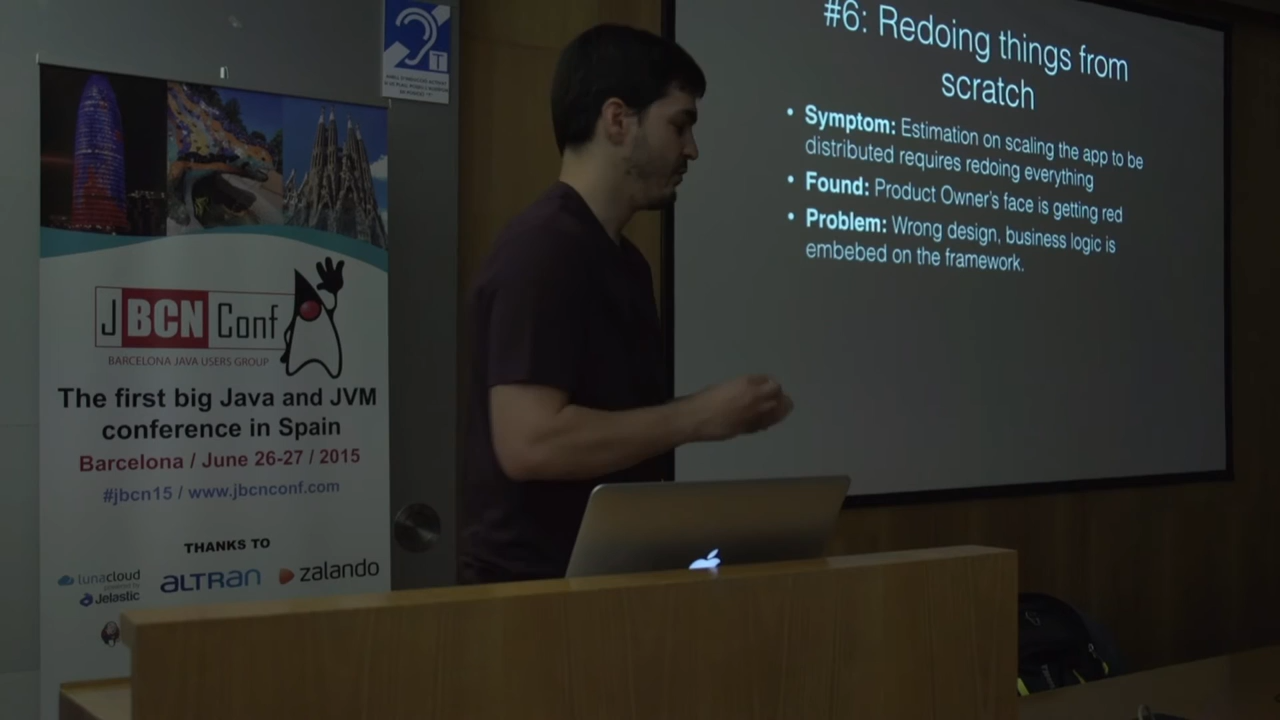 JBCNConf
BARCELONA JAVA USERS GROUP
The first big Java and JVM
conference in Spain
Barcelona / June 26-27 / 2015
#jbcn15 / www.jbcnconf.com
THANKS TO
lunacloud
powered by
Jelastic
ALTRAN
zalando
T
#6: Redoing things from
scratch
• Symptom: Estimation on scaling the app to be
distributed requires redoing everything
• Found: Product Owner's face is getting red
• Problem: Wrong design, business logic is
embebed on the framework.